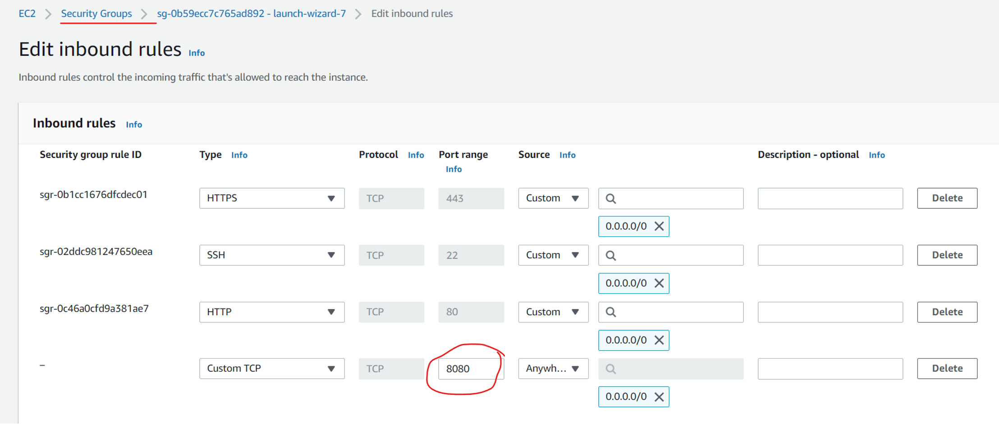 EC2 > Security Groups > sg-0b59ecc7c765ad892 - launch-wizard-7 > Edit inbound rules
Edit inbound rules Info
Inbound rules control the incoming traffic that's allowed to reach the instance.
Inbound rules Info
Security group rule ID Type Info Protocol Info Port range Source Info Description - optional Info
Info
sgr-0b1cc1676dfcdec01 HTTPS TCP 443 Custom Delete
0.0.0.0/0
sgr-02ddc981247650eea SSH TCP 22 Custom Delete
0.0.0.0/0
sgr-0c46a0cfd9a381ae7 HTTP TCP 80 Custom Delete
0.0.0.0/0
– Custom TCP TCP 8080 Anywh... Delete
0.0.0.0/0